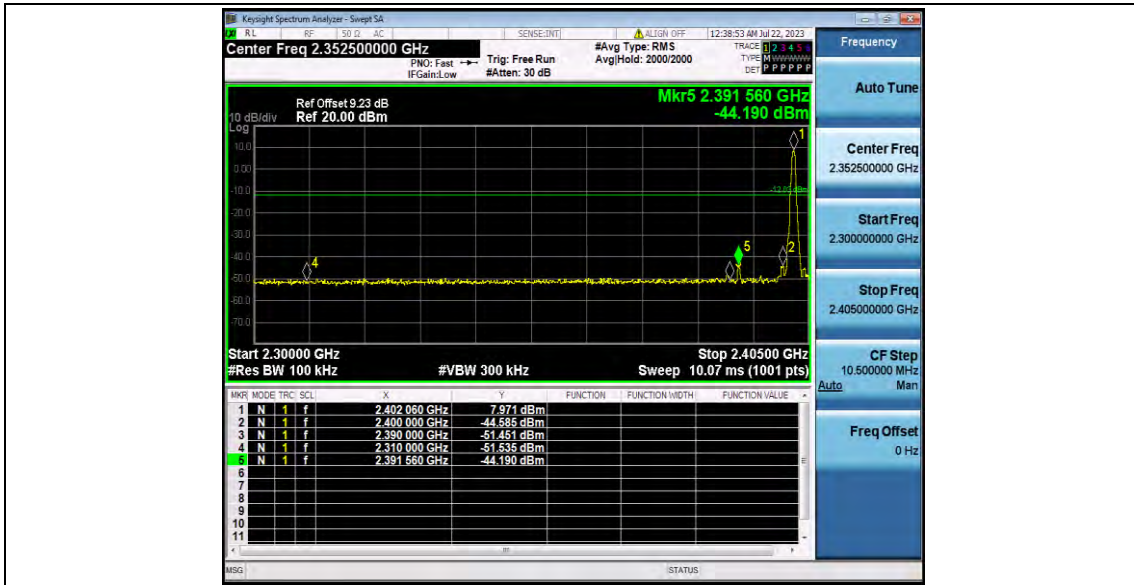 Keysight Spectrum Analyzer - Swept SA
RL RF 50 Ω AC SENSE:INT ALIGN OFF 12:38:53 AM Jul 22, 2023
Center Freq 2.352500000 GHz
PNO: Fast
IFGain:Low
Trig: Free Run
#Atten: 30 dB
#Avg Type: RMS
Avg|Hold: 2000/2000
TRACE 1 2 3 4 5 6
TYPE M WWWWW
DET P P P P P P
Frequency
Auto Tune
Mkr5 2.391 560 GHz
-44.190 dBm
Ref Offset 9.23 dB
10 dB/div Ref 20.00 dBm
Log
10.0
0.00
-10.0
-20.0
-30.0
-40.0
-50.0
-60.0
-70.0
1
2
4
5
Center Freq
2.352500000 GHz
Start Freq
2.300000000 GHz
Stop Freq
2.405000000 GHz
CF Step
10.500000 MHz
Auto Man
Freq Offset
0 Hz
Start 2.30000 GHz Stop 2.40500 GHz
#Res BW 100 kHz #VBW 300 kHz Sweep 10.07 ms (1001 pts)
MKR MODE TRC SCL X Y FUNCTION FUNCTION WIDTH FUNCTION VALUE
1 N 1 f 2.402 060 GHz 7.971 dBm
2 N 1 f 2.400 000 GHz -44.585 dBm
3 N 1 f 2.390 000 GHz -51.451 dBm
4 N 1 f 2.310 000 GHz -51.535 dBm
5 N 1 f 2.391 560 GHz -44.190 dBm
6
7
8
9
10
11
MSG STATUS